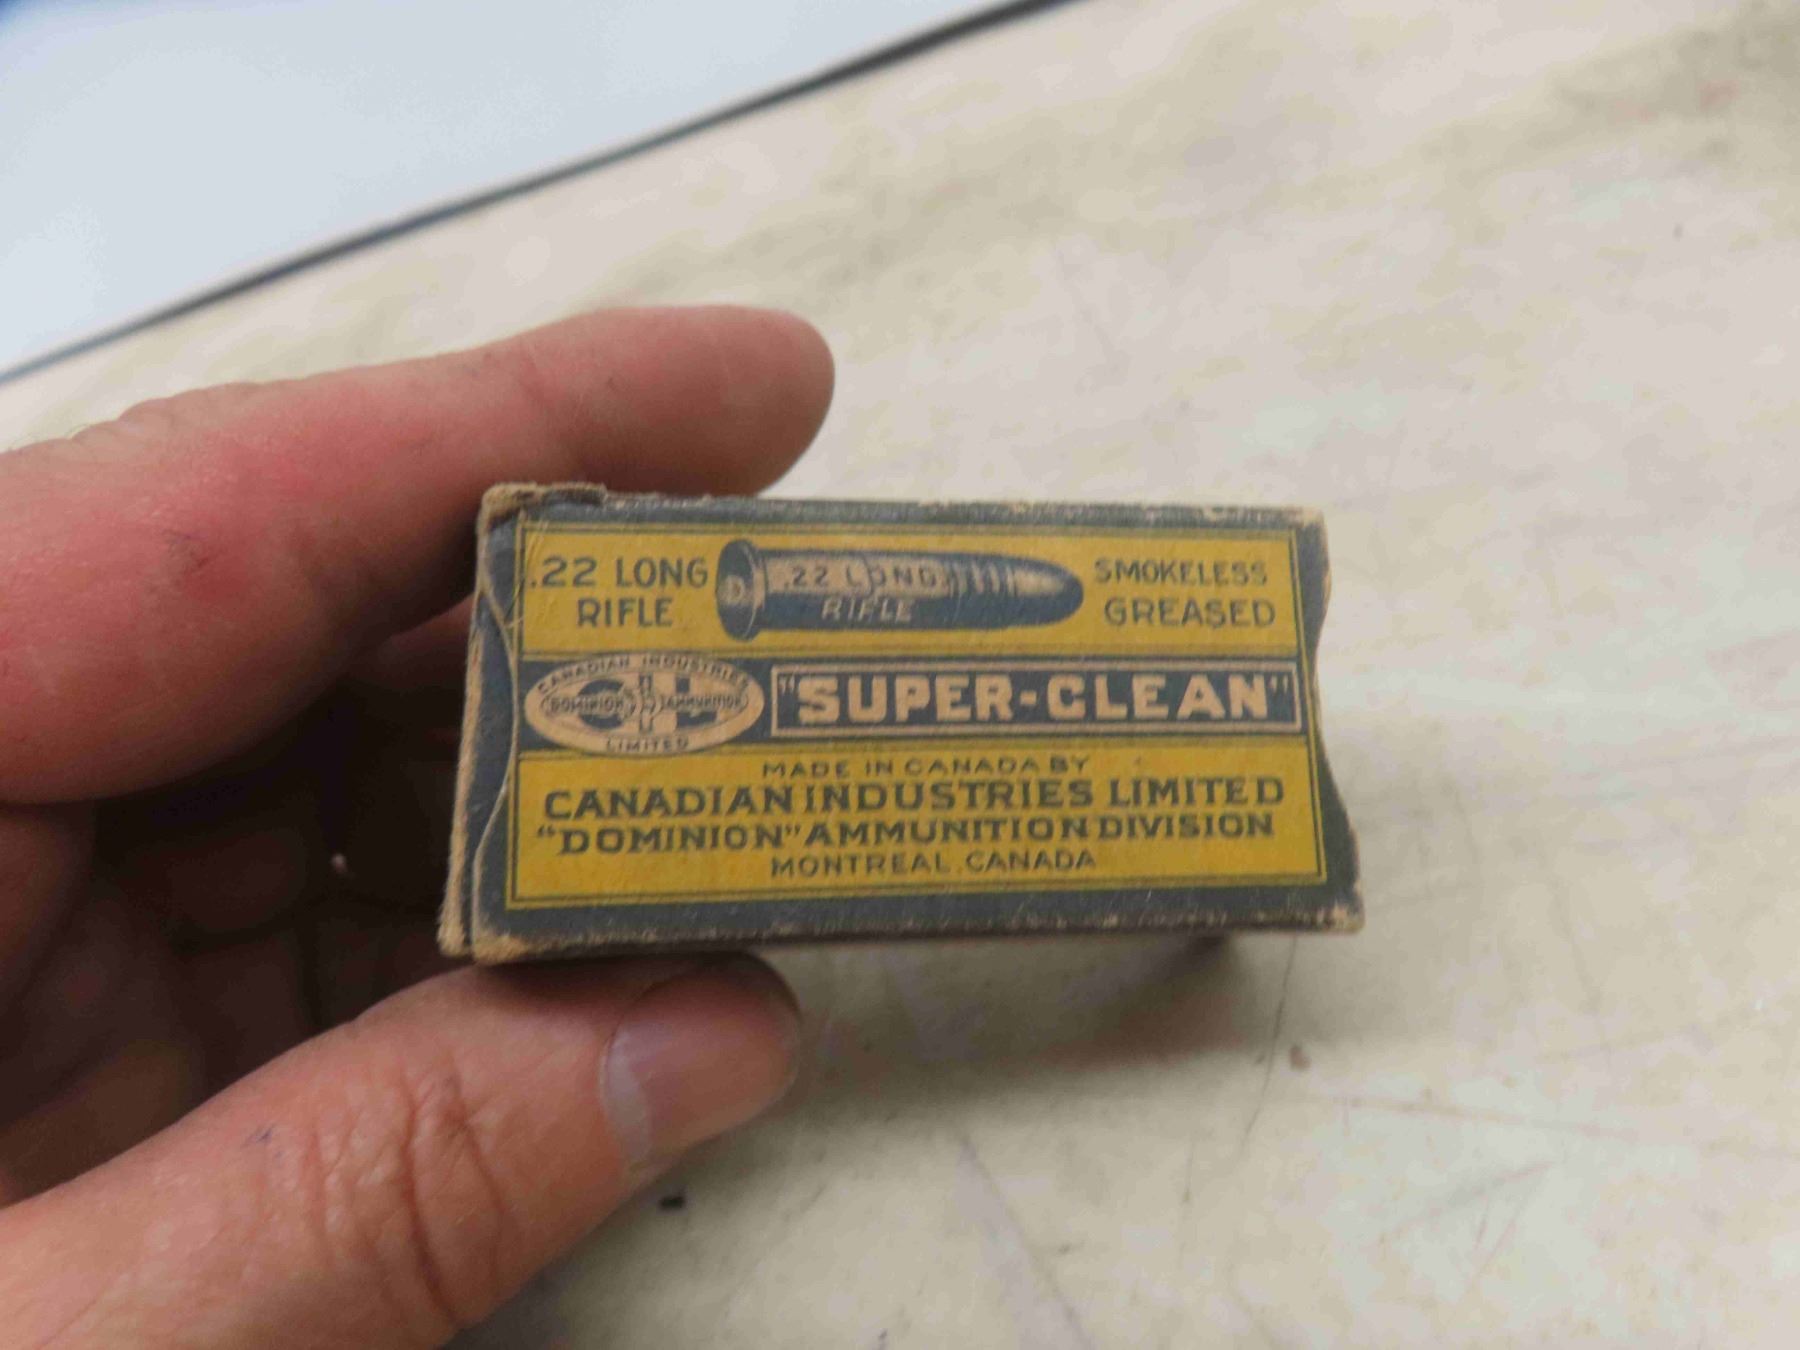 .22 LONG
RIFLE
.22 LONG
RIFLE
SMOKELESS
GREASED
CANADIAN INDUSTRIES
DOMINION AMMUNITION
LIMITED
"SUPER-CLEAN"
MADE IN CANADA BY
CANADIAN INDUSTRIES LIMITED
"DOMINION" AMMUNITION DIVISION
MONTREAL, CANADA